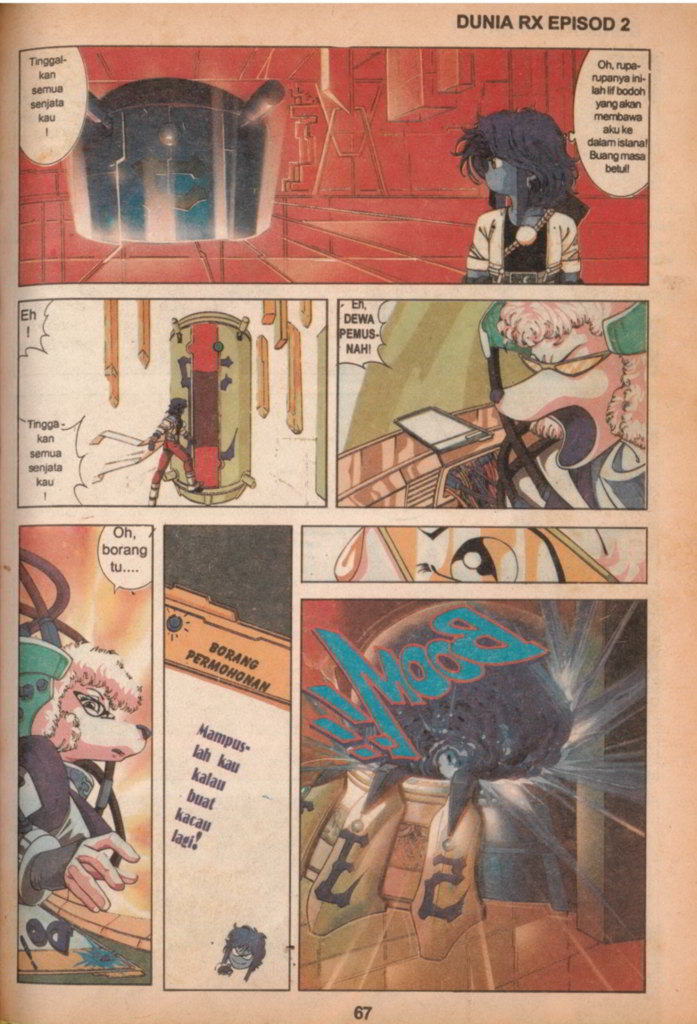 DUNIA RX EPISOD 2
Tinggal-
kan
semua
senjata
kau
!
Oh, rupa-
rupanya ini-
lah lif bodoh
yang akan
membawa
aku ke
dalam istana!
Buang masa
betul!
Eh
!
Tingga-
kan
semua
senjata
kau
!
Eh,
DEWA
PEMUS-
NAH!
Oh,
borang
tu....
BORANG
PERMOHONAN
Mampus-
lah kau
kalau
buat
kacau
lagi!
BOOM!!!
67